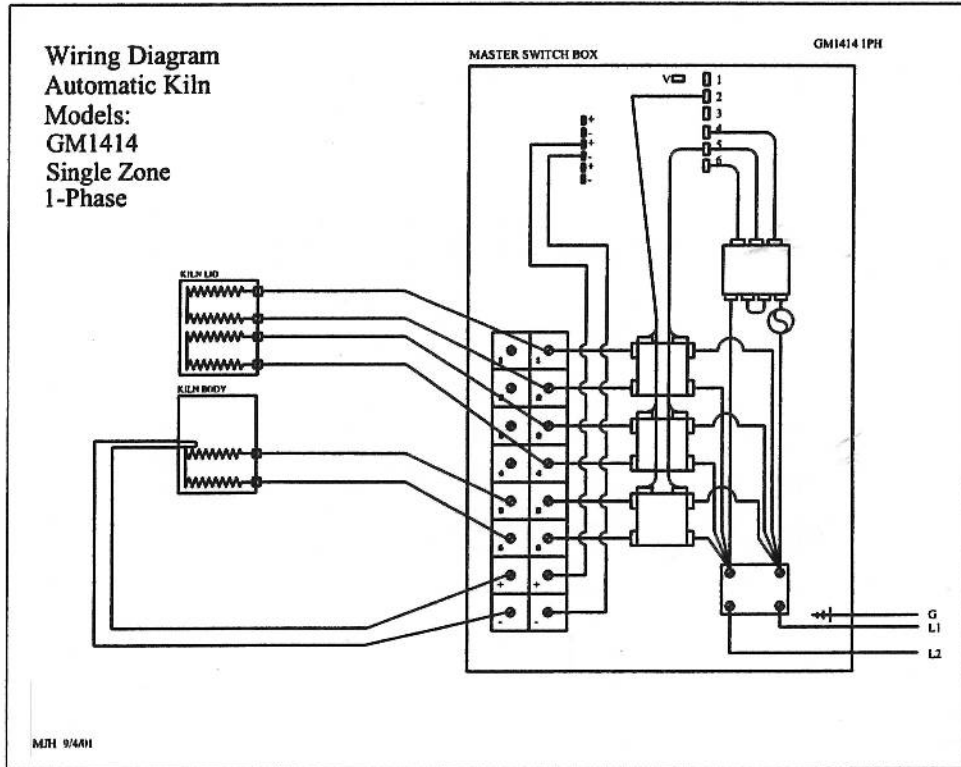 Wiring Diagram
Automatic Kiln
Models:
GM1414
Single Zone
1-Phase
MASTER SWITCH BOX
GM1414 1PH
V
1
2
3
4
5
6
+
-
+
-
+
-
KILN LID
KILN BODY
+
+
-
-
G
L1
L2
MJH 9/4/01